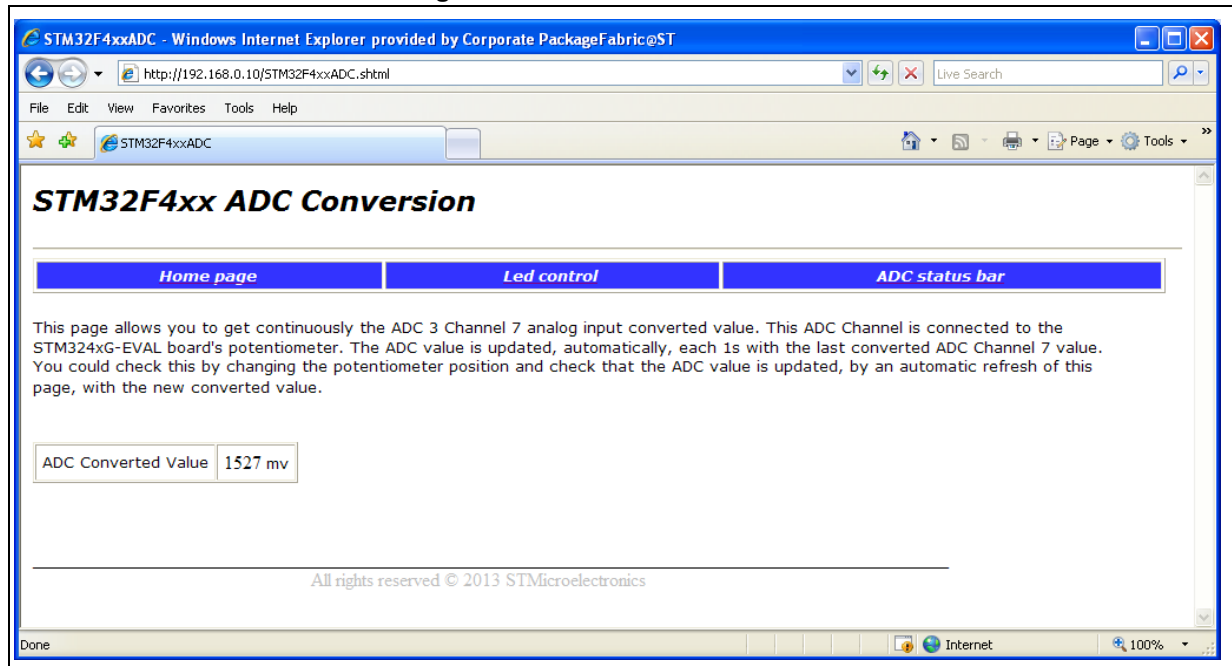 STM32F4xxADC - Windows Internet Explorer provided by Corporate PackageFabric@ST
http://192.168.0.10/STM32F4xxADC.shtml
Live Search
File Edit View Favorites Tools Help
STM32F4xxADC
Page Tools »
STM32F4xx ADC Conversion
Home page Led control ADC status bar
This page allows you to get continuously the ADC 3 Channel 7 analog input converted value. This ADC Channel is connected to the
STM324xG-EVAL board's potentiometer. The ADC value is updated, automatically, each 1s with the last converted ADC Channel 7 value.
You could check this by changing the potentiometer position and check that the ADC value is updated, by an automatic refresh of this
page, with the new converted value.
ADC Converted Value 1527 mv
All rights reserved © 2013 STMicroelectronics
Done Internet 100%